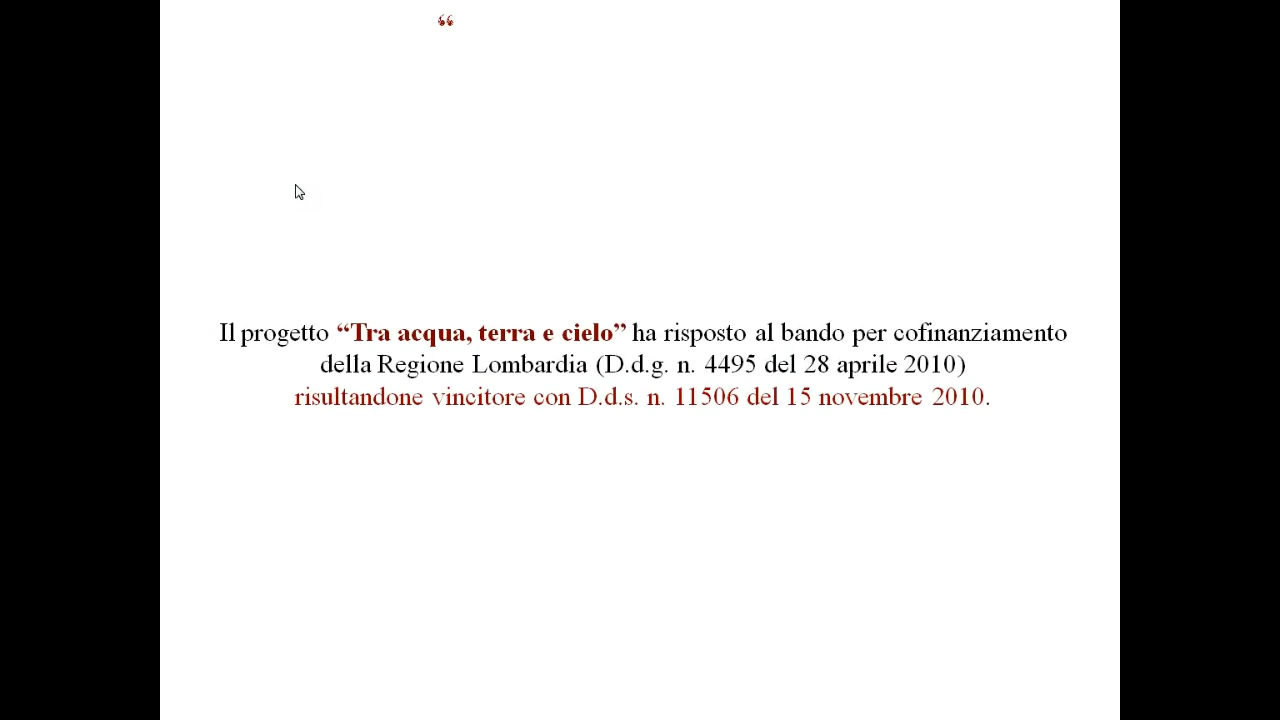 “
Il progetto “Tra acqua, terra e cielo” ha risposto al bando per cofinanziamento
della Regione Lombardia (D.d.g. n. 4495 del 28 aprile 2010)
risultandone vincitore con D.d.s. n. 11506 del 15 novembre 2010.